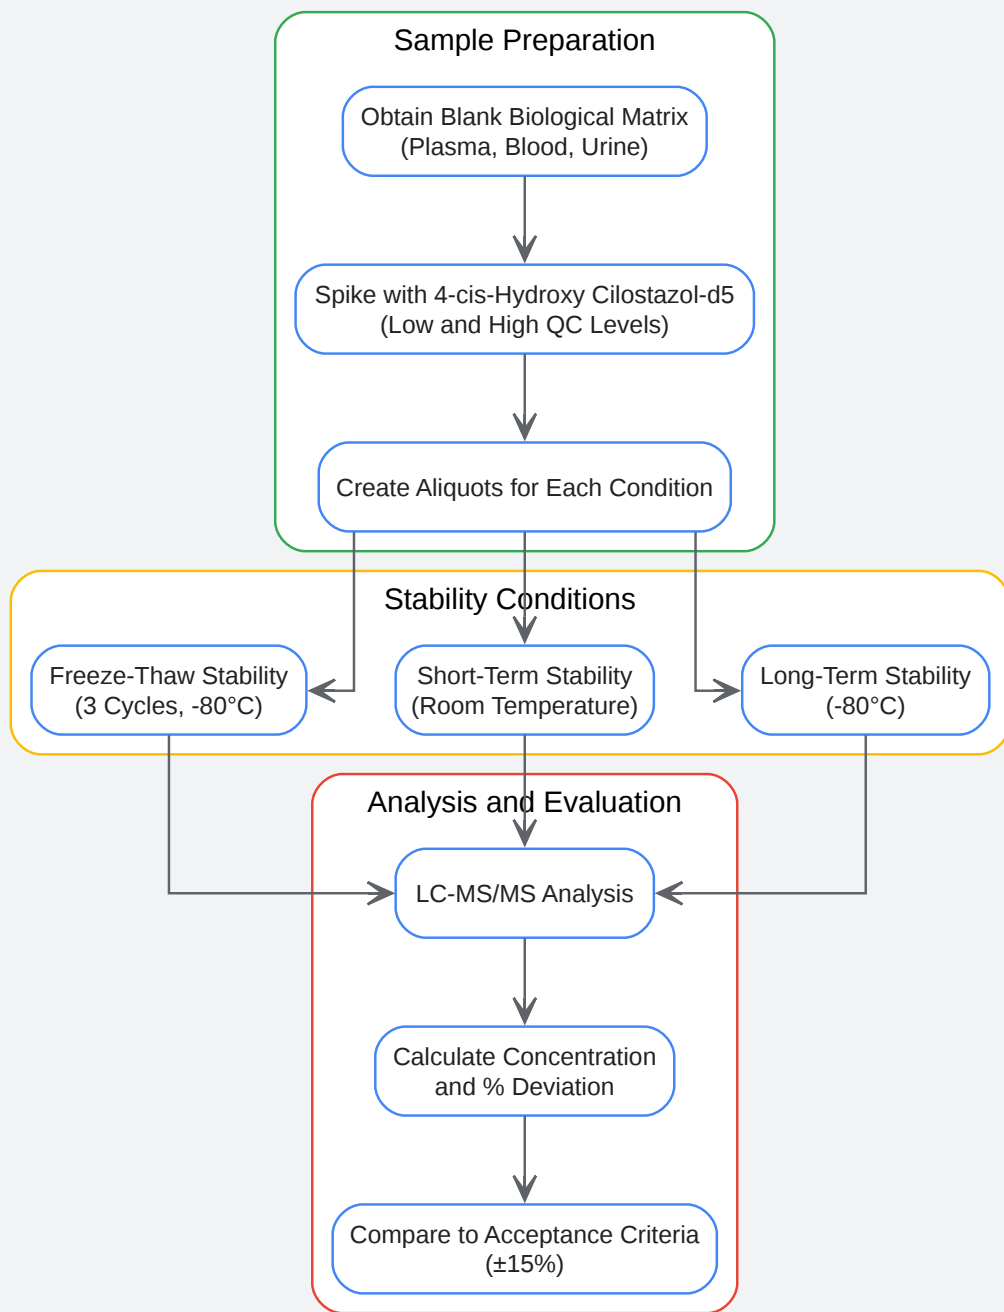 Sample Preparation
Obtain Blank Biological Matrix
(Plasma, Blood, Urine)
Spike with 4-cis-Hydroxy Cilostazol-d5
(Low and High QC Levels)
Create Aliquots for Each Condition
Stability Conditions
Freeze-Thaw Stability
(3 Cycles, -80°C)
Short-Term Stability
(Room Temperature)
Long-Term Stability
(-80°C)
Analysis and Evaluation
LC-MS/MS Analysis
Calculate Concentration
and % Deviation
Compare to Acceptance Criteria
(±15%)